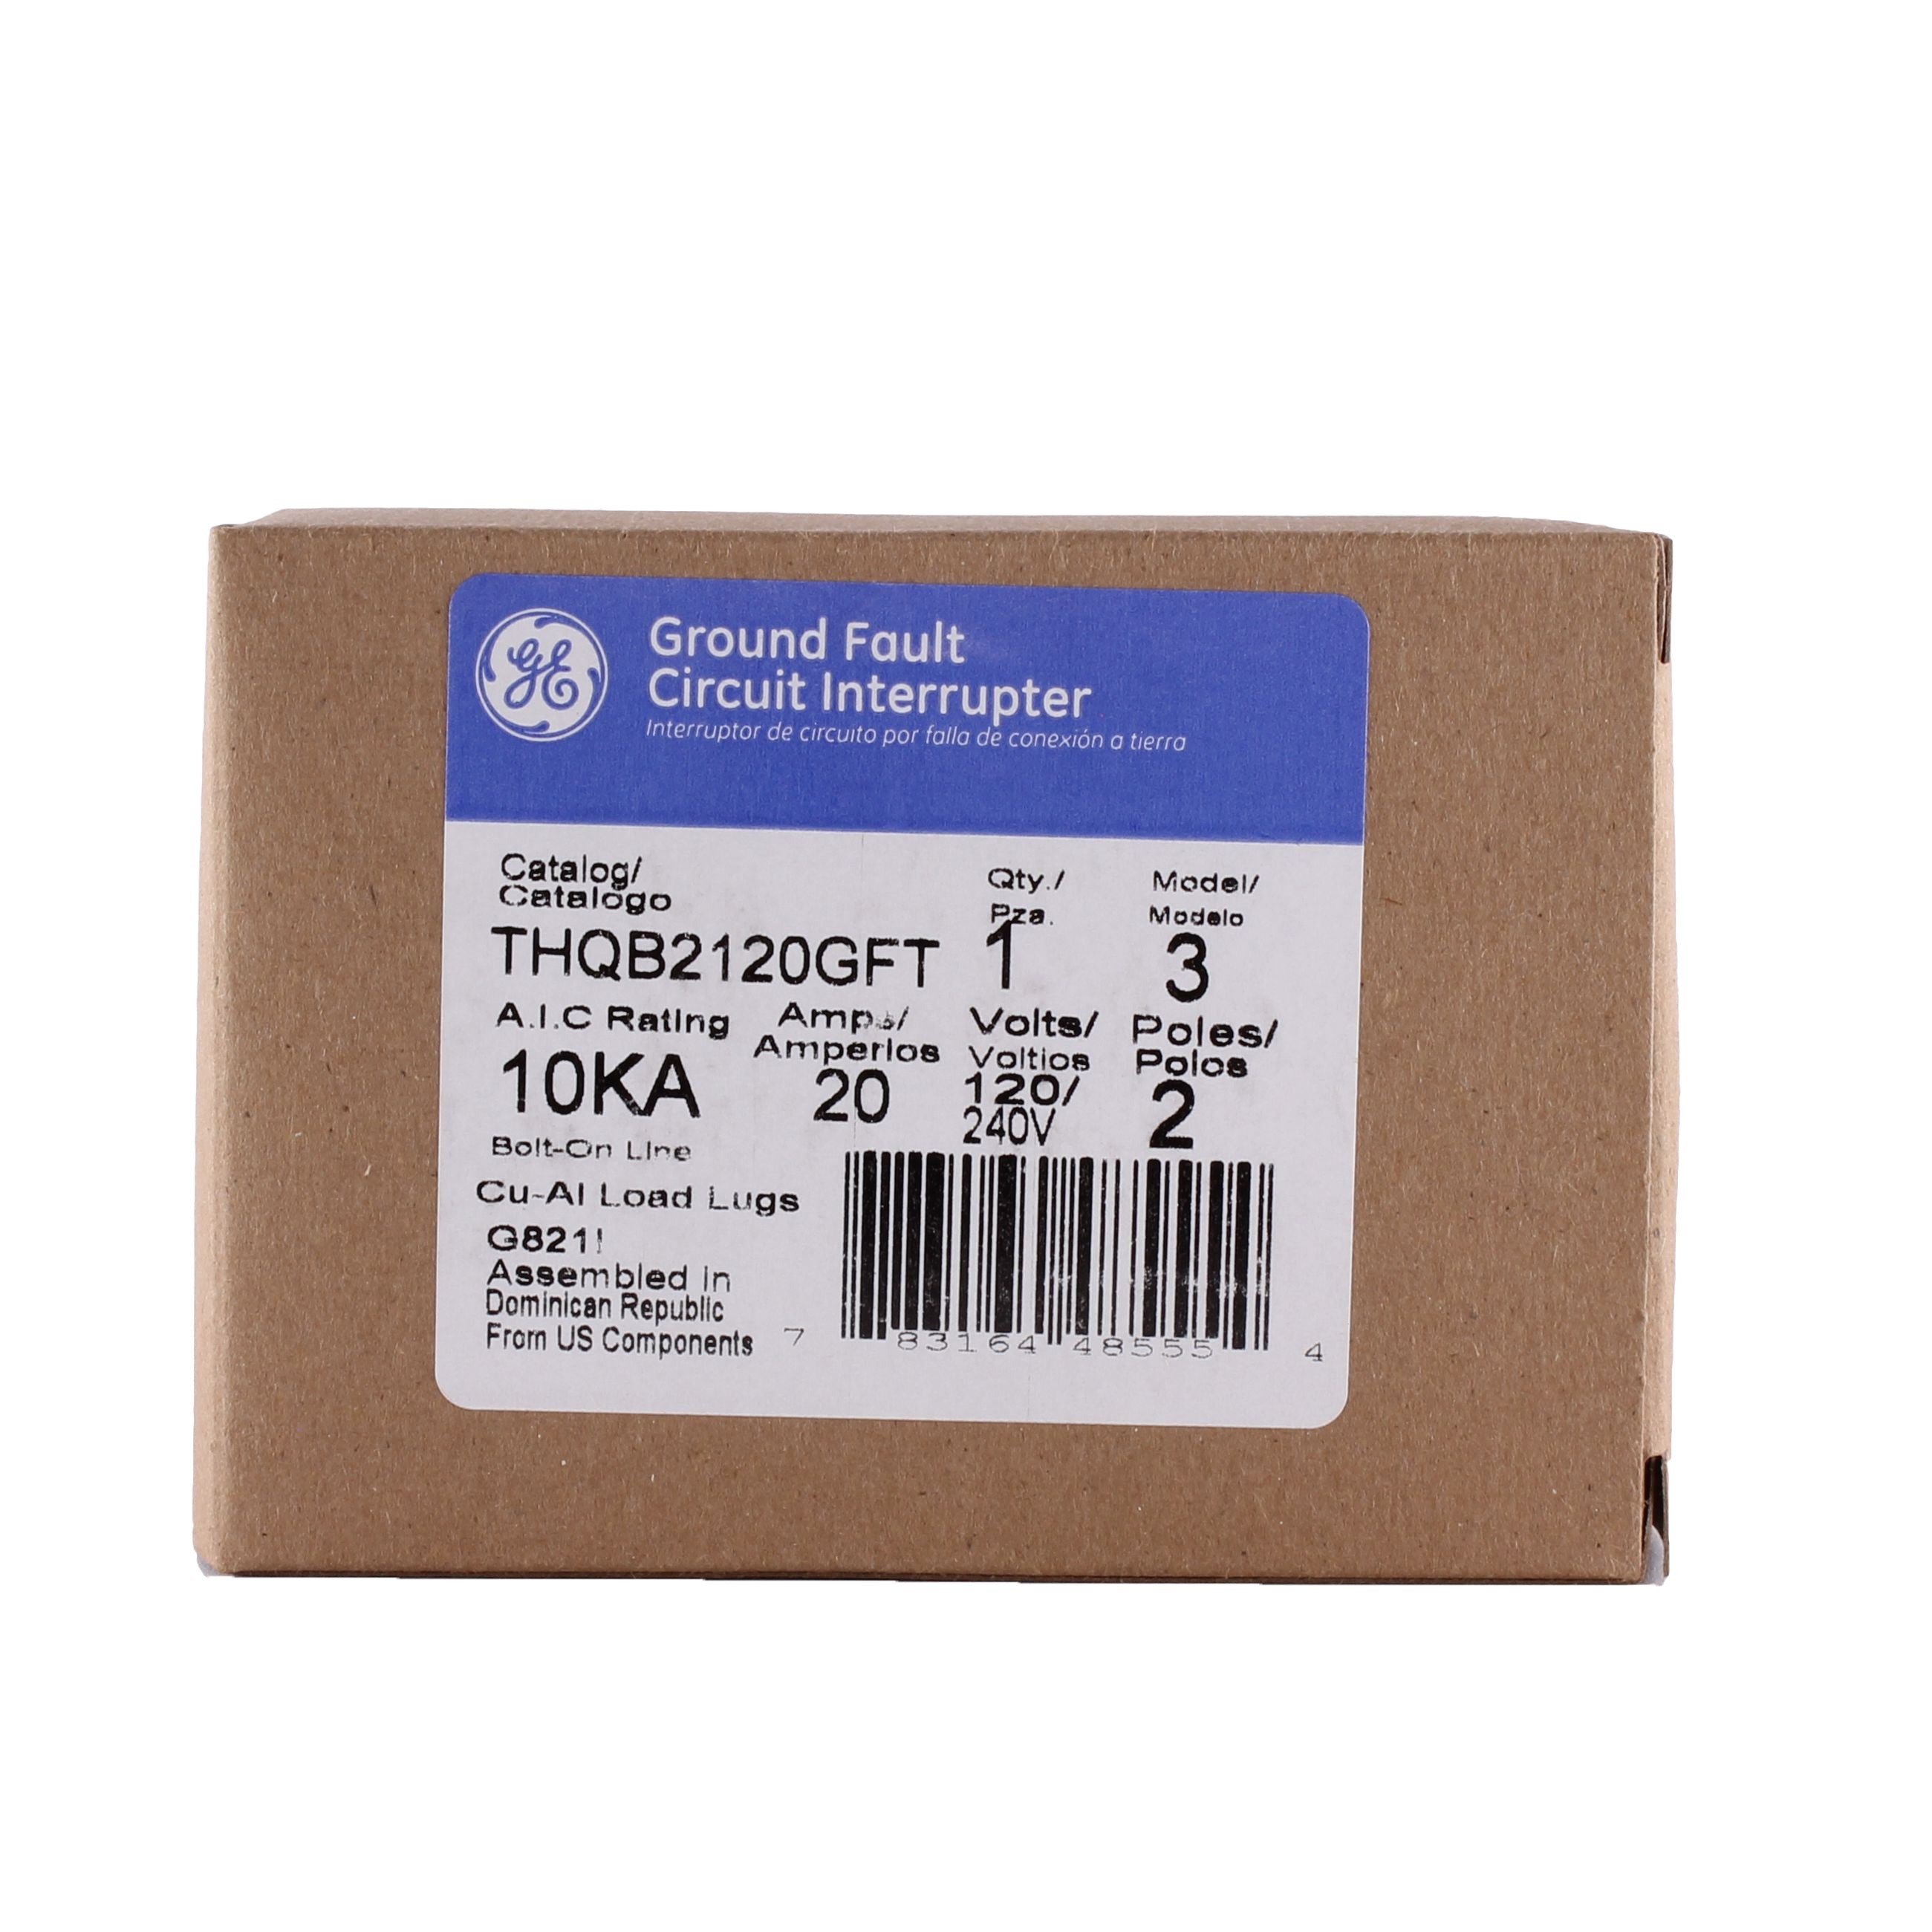 GE
Ground Fault
Circuit Interrupter
Interruptor de circuito por falla de conexión a tierra
Catalog/ Qty./ Model/
Catalogo Pza. Modelo
THQB2120GFT 1 3
A.I.C Rating Amps/ Volts/ Poles/
Amperios Voltios Polos
10KA 20 120/ 2
240V
Bolt-On Line
Cu-Al Load Lugs
Assembled in
Dominican Republic
From US Components
7 83164 48555 4